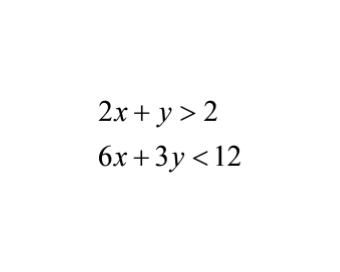 2x + y > 2
6x + 3y < 12